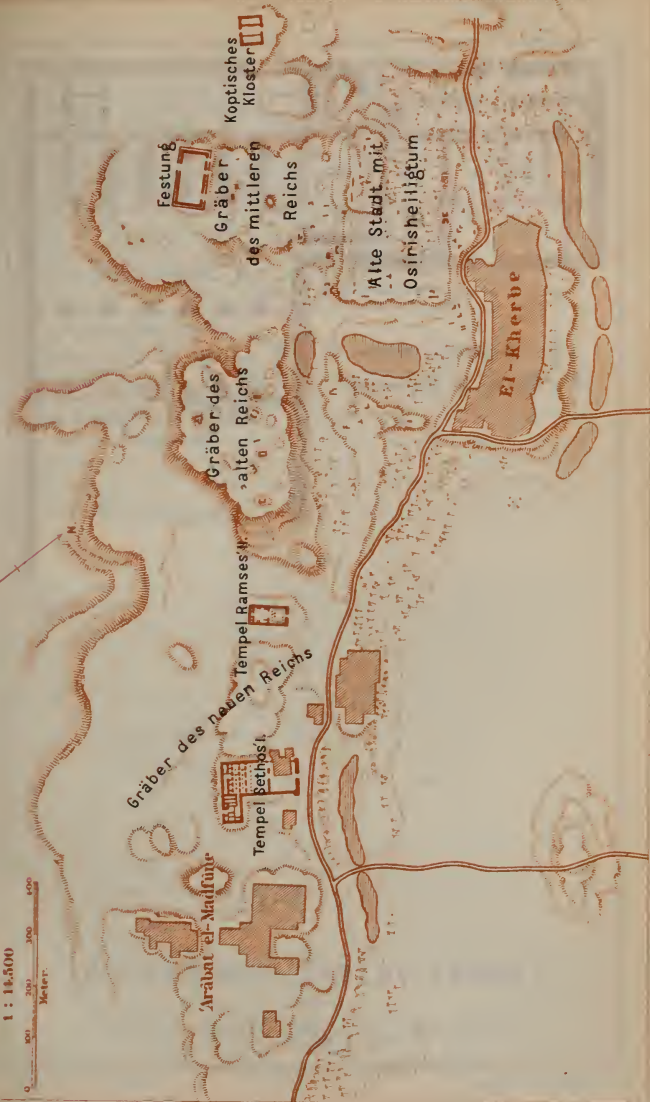 1 : 14,500
0 100 200 300 400
Meter.
'Arâbat el-Madfûne
Tempel Sethos' I.
Gräber des neuen Reichs
Tempel Ramses' II.
N
Gräber des
alten Reichs
Festung
Gräber
des mittleren
Reichs
Koptisches
Kloster
Alte Stadt mit
Osirisheiligtum
El-Kherbe